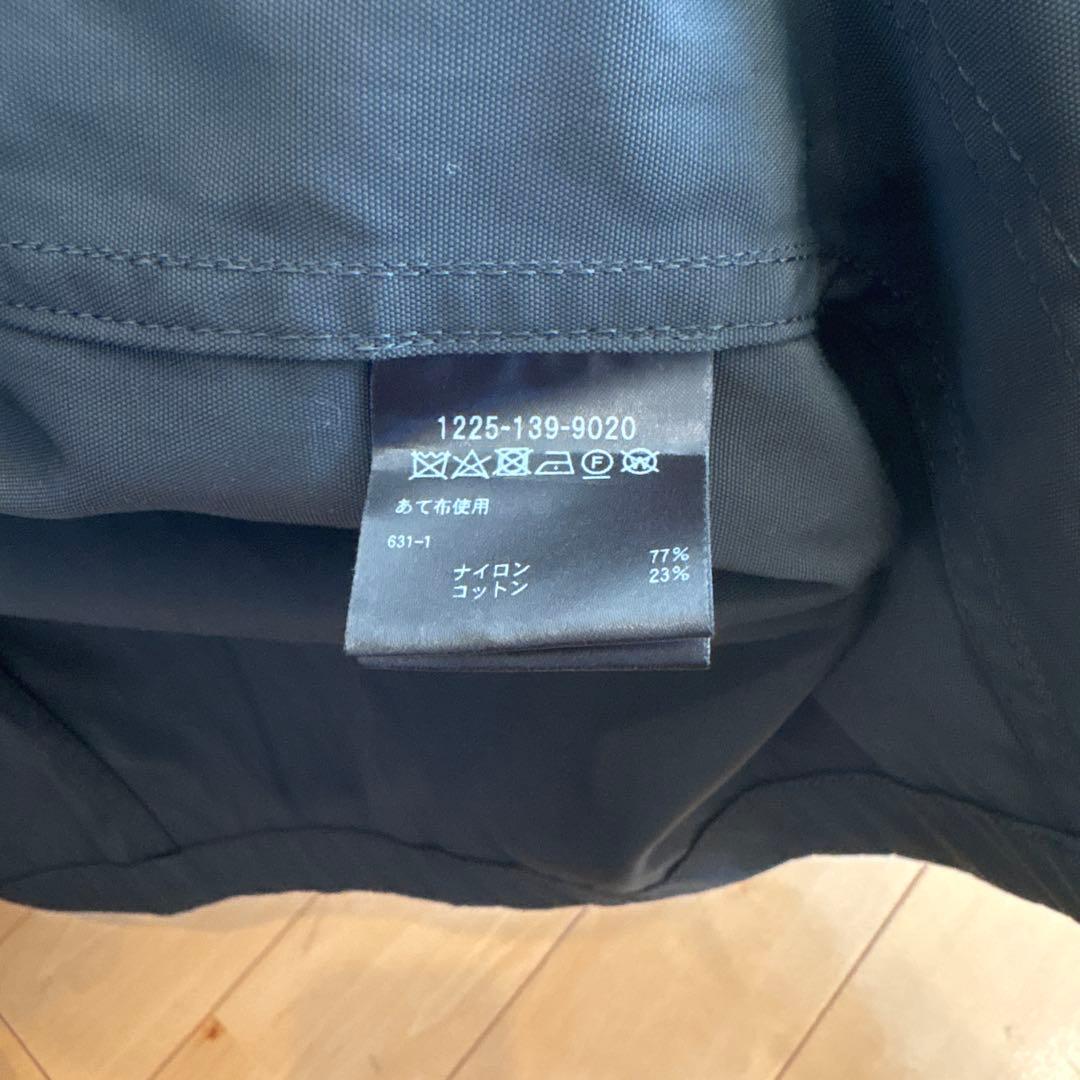 1225-139-9020
あて布使用
631-1
ナイロン 77%
コットン 23%